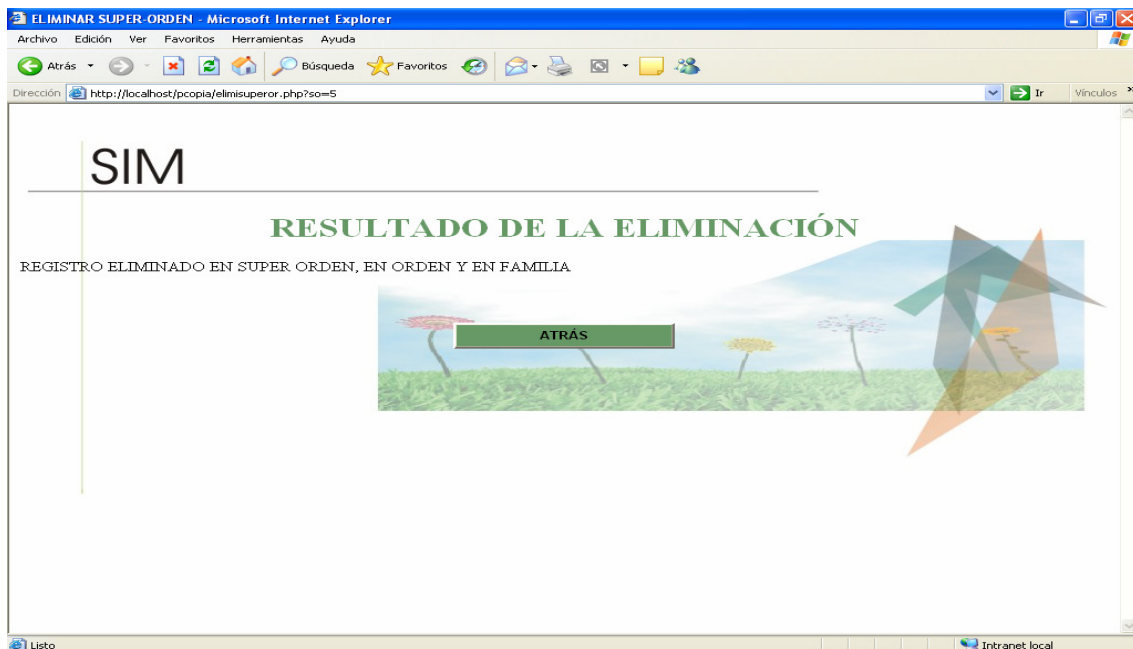 ELIMINAR SUPER-ORDEN - Microsoft Internet Explorer
Archivo Edición Ver Favoritos Herramientas Ayuda
Atrás Búsqueda Favoritos
Dirección http://localhost/pcopia/elimisuperor.php?so=5 Ir Vínculos »
SIM
RESULTADO DE LA ELIMINACIÓN
REGISTRO ELIMINADO EN SUPER ORDEN, EN ORDEN Y EN FAMILIA
ATRÁS
Listo Intranet local